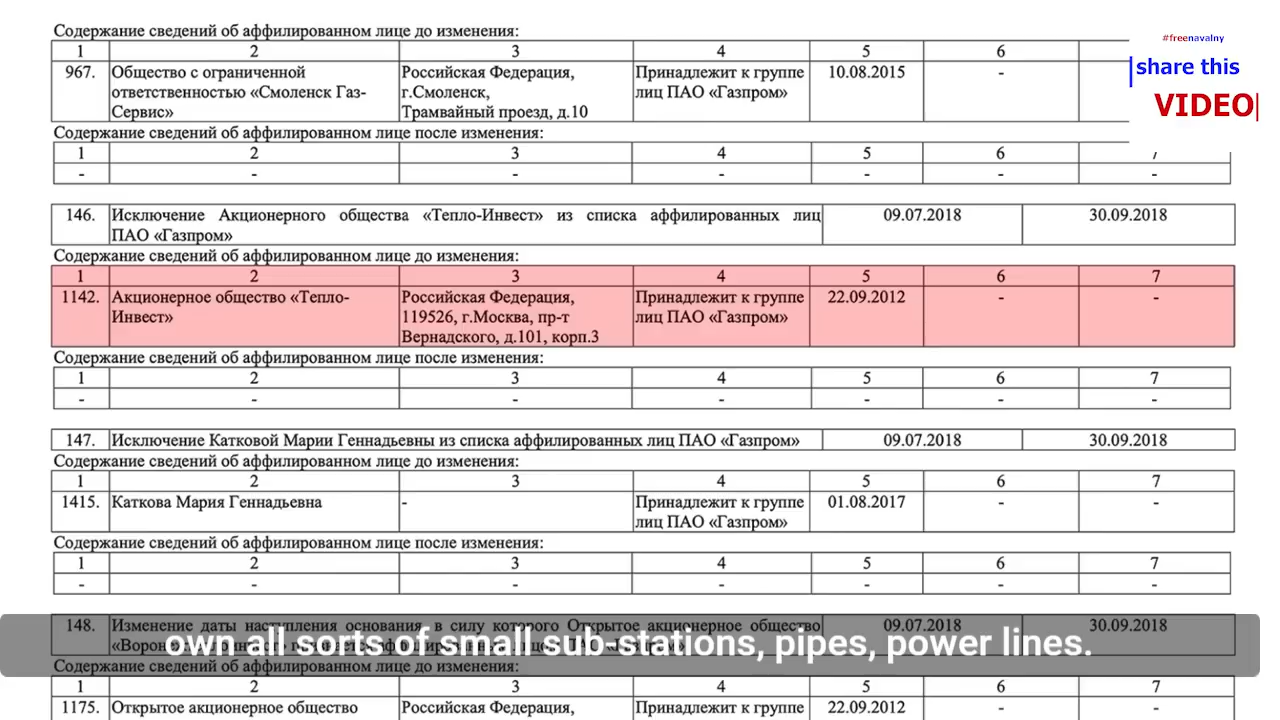 Содержание сведений об аффилированном лице до изменения:
#freenavalny
1 2 3 4 5 6
share this
967. Общество с ограниченной Российская Федерация, Принадлежит к группе 10.08.2015 -
ответственностью «Смоленск Газ- г.Смоленск, лиц ПАО «Газпром»
Сервис» Трамвайный проезд, д.10
VIDEO
Содержание сведений об аффилированном лице после изменения:
1 2 3 4 5 6
- - - - - - -
146. Исключение Акционерного общества «Тепло-Инвест» из списка аффилированных лиц 09.07.2018 30.09.2018
ПАО «Газпром»
Содержание сведений об аффилированном лице до изменения:
1 2 3 4 5 6 7
1142. Акционерное общество «Тепло- Российская Федерация, Принадлежит к группе 22.09.2012 - -
Инвест» 119526, г.Москва, пр-т лиц ПАО «Газпром»
Вернадского, д.101, корп.3
Содержание сведений об аффилированном лице после изменения:
1 2 3 4 5 6 7
- - - - - - -
147. Исключение Катковой Марии Геннадьевны из списка аффилированных лиц ПАО «Газпром» 09.07.2018 30.09.2018
Содержание сведений об аффилированном лице до изменения:
1 2 3 4 5 6 7
1415. Каткова Мария Геннадьевна - Принадлежит к группе 01.08.2017 - -
лиц ПАО «Газпром»
Содержание сведений об аффилированном лице после изменения:
1 2 3 4 5 6 7
- - - - - - -
148. Изменение даты наступления основания, в силу которого Открытое акционерное общество 09.07.2018 30.09.2018
own all sorts of small sub-stations, pipes, power lines.
Содержание сведений об аффилированном лице до изменения:
1 2 3 4 5 6 7
1175. Открытое акционерное общество Российская Федерация, Принадлежит к группе 22.09.2012 - -